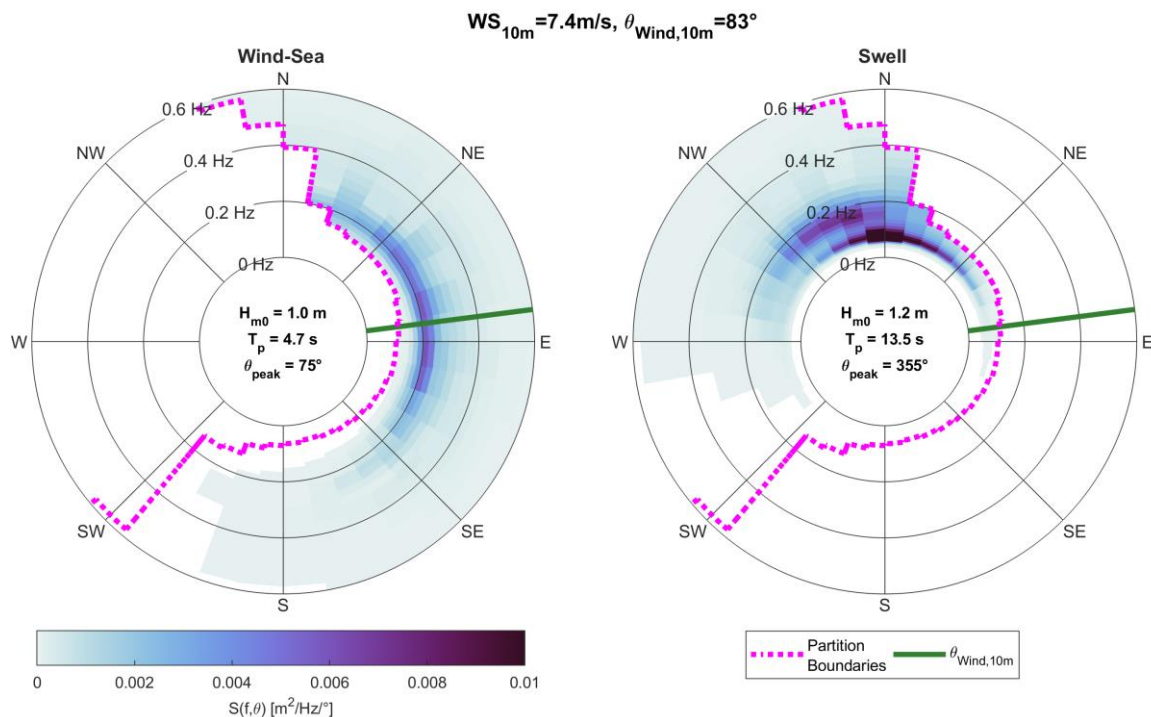 WS10m=7.4m/s, θWind,10m=83°
Wind-Sea
N
0.6 Hz
NW
NE
0.4 Hz
0.2 Hz
0 Hz
W
Hm0 = 1.0 m
Tp = 4.7 s
θpeak = 75°
E
SW
SE
S
Swell
N
0.6 Hz
NW
NE
0.4 Hz
0.2 Hz
0 Hz
W
Hm0 = 1.2 m
Tp = 13.5 s
θpeak = 355°
E
SW
SE
S
0 0.002 0.004 0.006 0.008 0.01
S(f,θ) [m²/Hz/°]
Partition
Boundaries
θWind,10m